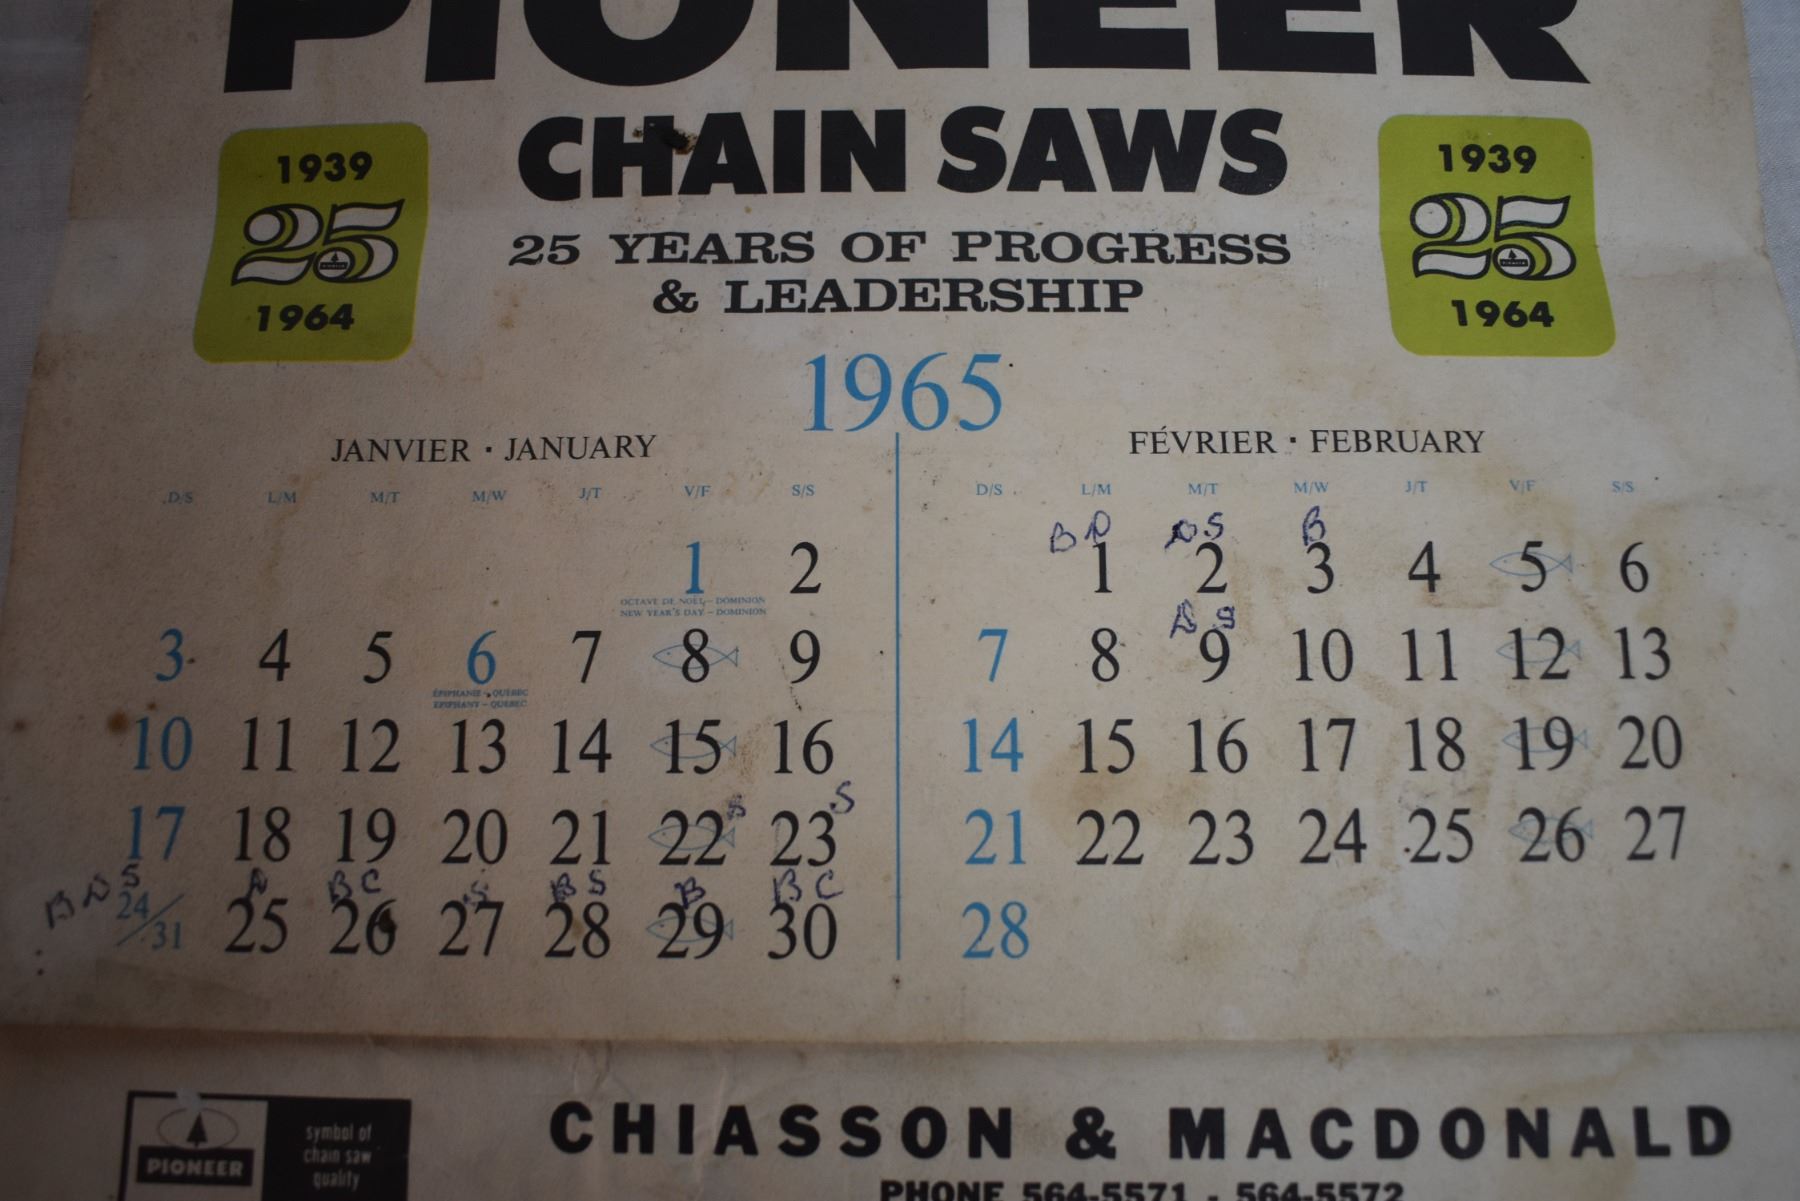 PIONEER
CHAIN SAWS
1939
25
PIONEER
1964
25 YEARS OF PROGRESS
& LEADERSHIP
1939
25
PIONEER
1964
1965
JANVIER · JANUARY
D/S L/M M/T M/W J/T V/F S/S
1 2
OCTAVE DE NOËL – DOMINION
NEW YEAR'S DAY – DOMINION
3 4 5 6 7 8 9
ÉPIPHANIE – QUÉBEC
EPIPHANY – QUEBEC
10 11 12 13 14 15 16
S S
17 18 19 20 21 22 23
B S B C S B S B B C
24/31 25 26 27 28 29 30
FÉVRIER · FEBRUARY
D/S L/M M/T M/W J/T V/F S/S
B S B
1 2 3 4 5 6
S
7 8 9 10 11 12 13
14 15 16 17 18 19 20
21 22 23 24 25 26 27
28
PIONEER
symbol of
chain saw
quality
CHIASSON & MACDONALD
PHONE 564-5571 - 564-5572